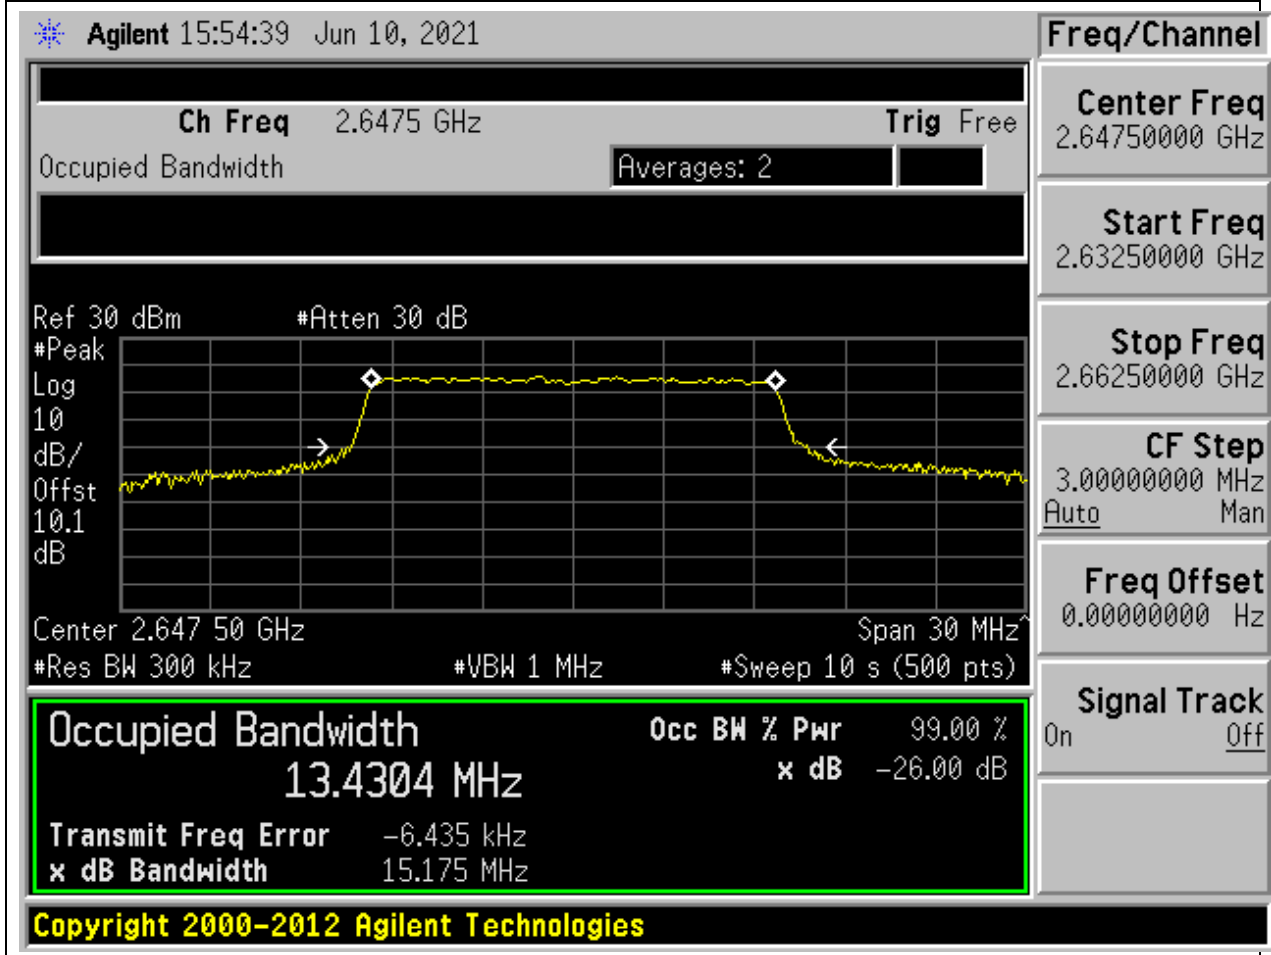 Agilent 15:54:39 Jun 10, 2021
Freq/Channel
Ch Freq 2.6475 GHz Trig Free
Occupied Bandwidth Averages: 2
Ref 30 dBm #Atten 30 dB
#Peak
Log
10
dB/
Offst
10.1
dB
Center 2.647 50 GHz Span 30 MHz^
#Res BW 300 kHz #VBW 1 MHz #Sweep 10 s (500 pts)
Occupied Bandwidth Occ BW % Pwr 99.00 %
13.4304 MHz x dB -26.00 dB
Transmit Freq Error -6.435 kHz
x dB Bandwidth 15.175 MHz
Copyright 2000-2012 Agilent Technologies
Center Freq
2.64750000 GHz
Start Freq
2.63250000 GHz
Stop Freq
2.66250000 GHz
CF Step
3.00000000 MHz
Auto Man
Freq Offset
0.00000000 Hz
Signal Track
On Off